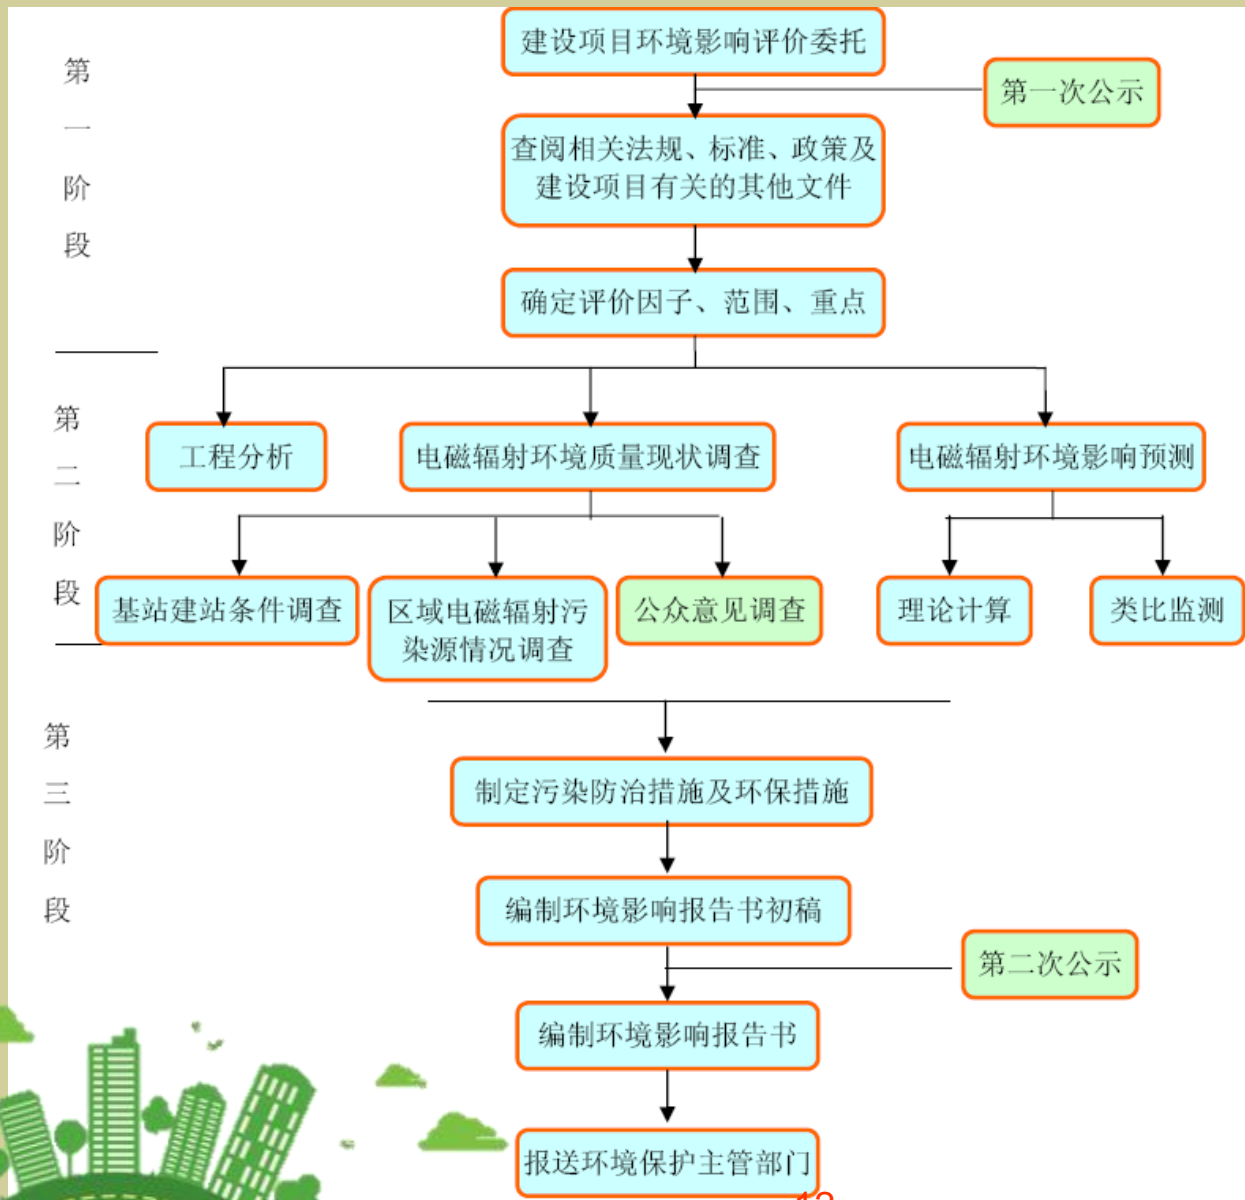 第一阶段
建设项目环境影响评价委托
第一次公示
查阅相关法规、标准、政策及
建设项目有关的其他文件
确定评价因子、范围、重点
第二阶段
工程分析
电磁辐射环境质量现状调查
电磁辐射环境影响预测
基站建站条件调查
区域电磁辐射污
染源情况调查
公众意见调查
理论计算
类比监测
第三阶段
制定污染防治措施及环保措施
编制环境影响报告书初稿
第二次公示
编制环境影响报告书
报送环境保护主管部门